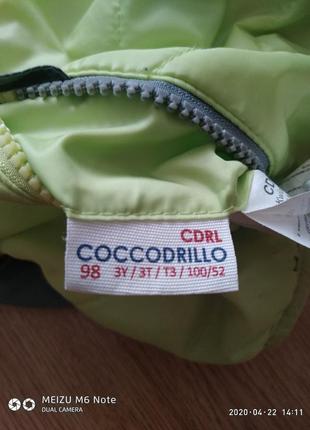 CDRL
COCCODRILLO
98 3Y / 3T / T3 / 100/52
MEIZU M6 Note
DUAL CAMERA
2020-04-22 14:11